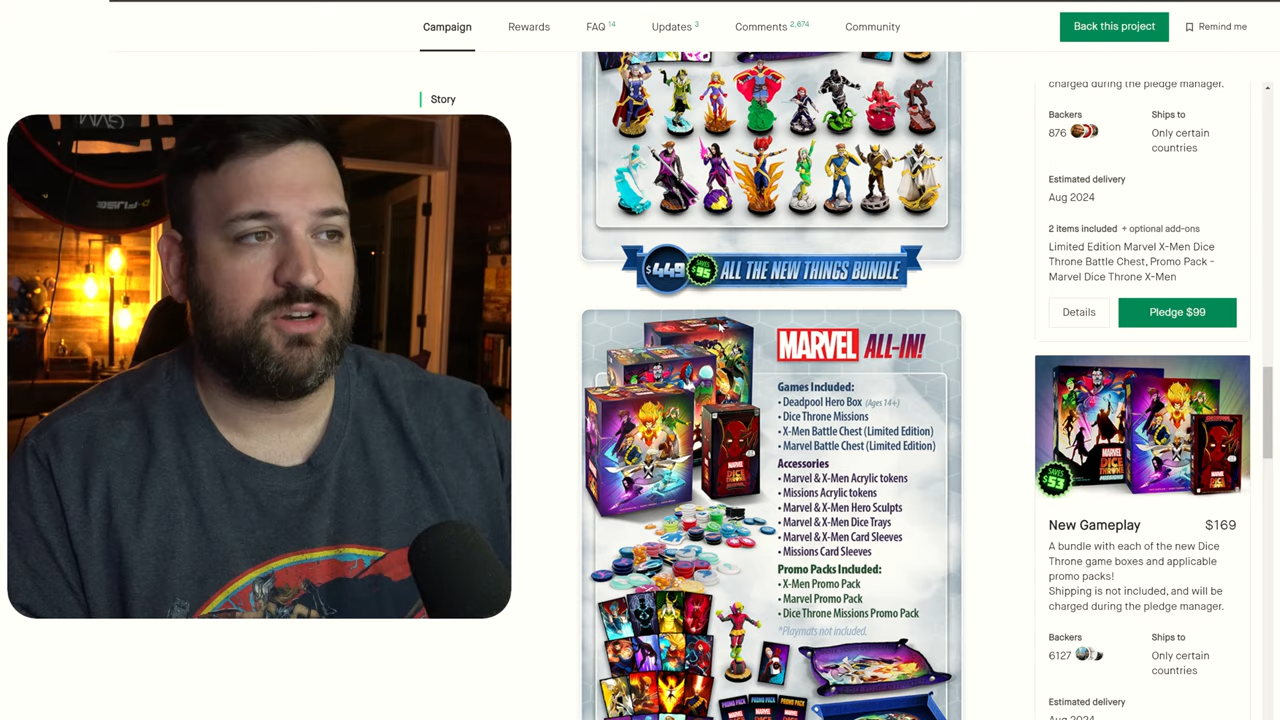 Campaign
Rewards
FAQ 14
Updates 3
Comments 2,674
Community
Back this project
Remind me
Story
$449
SAVES $95
ALL THE NEW THINGS BUNDLE
MARVEL ALL-IN!
Games Included:
• Deadpool Hero Box (Ages 14+)
• Dice Throne Missions
• X-Men Battle Chest (Limited Edition)
• Marvel Battle Chest (Limited Edition)
Accessories
• Marvel & X-Men Acrylic tokens
• Missions Acrylic tokens
• Marvel & X-Men Hero Sculpts
• Marvel & X-Men Dice Trays
• Marvel & X-Men Card Sleeves
• Missions Card Sleeves
Promo Packs Included:
• X-Men Promo Pack
• Marvel Promo Pack
• Dice Throne Missions Promo Pack
*Playmats not included.
charged during the pledge manager.
Backers
876
Ships to
Only certain
countries
Estimated delivery
Aug 2024
2 items included + optional add-ons
Limited Edition Marvel X-Men Dice
Throne Battle Chest, Promo Pack -
Marvel Dice Throne X-Men
Details
Pledge $99
SAVES $53
New Gameplay
$169
A bundle with each of the new Dice
Throne game boxes and applicable
promo packs!
Shipping is not included, and will be
charged during the pledge manager.
Backers
6127
Ships to
Only certain
countries
Estimated delivery
Aug 2024